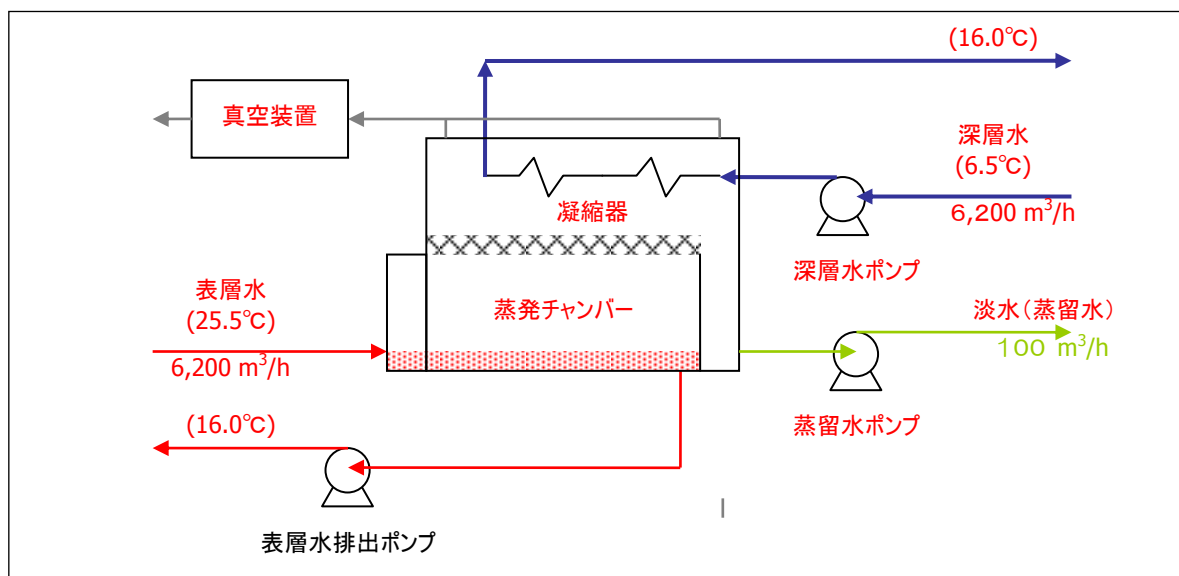 (16.0℃)
真空装置
深層水
(6.5℃)
6,200 m³/h
凝縮器
深層水ポンプ
表層水
(25.5℃)
6,200 m³/h
蒸発チャンバー
淡水(蒸留水)
100 m³/h
(16.0℃)
蒸留水ポンプ
表層水排出ポンプ